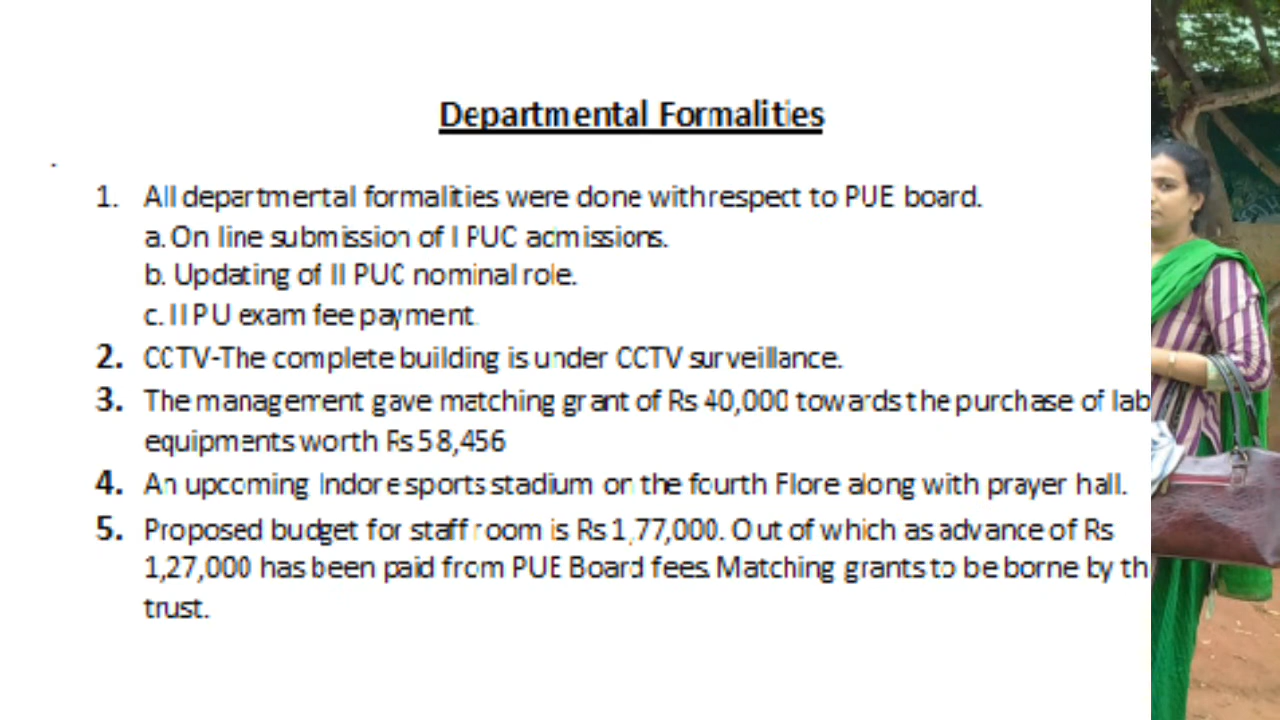 Departmental Formalities
1. All departmental formalities were done with respect to PUE board.
a. On line submission of I PUC admissions.
b. Updating of II PUC nominal role.
c. II PU exam fee payment.
2. CCTV-The complete building is under CCTV surveillance.
3. The management gave matching grant of Rs 40,000 towards the purchase of lab
equipments worth Rs 58,456
4. An upcoming Indore sports stadium on the fourth Flore along with prayer hall.
5. Proposed budget for staff room is Rs 1,77,000. Out of which as advance of Rs
1,27,000 has been paid from PUE Board fees. Matching grants to be borne by th
trust.